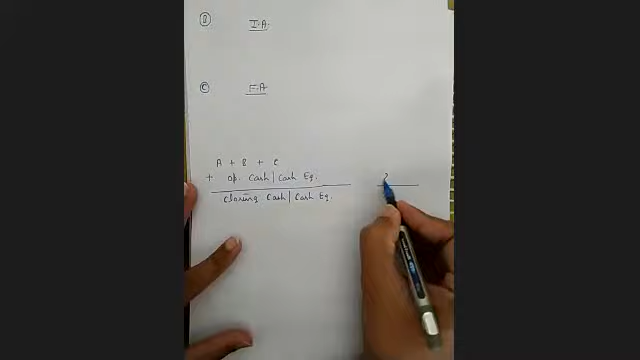 (B) I.A.
(C) F.A
A + B + C
+ op. Cash | Cash Eq.
Closing Cash | Cash Eq.